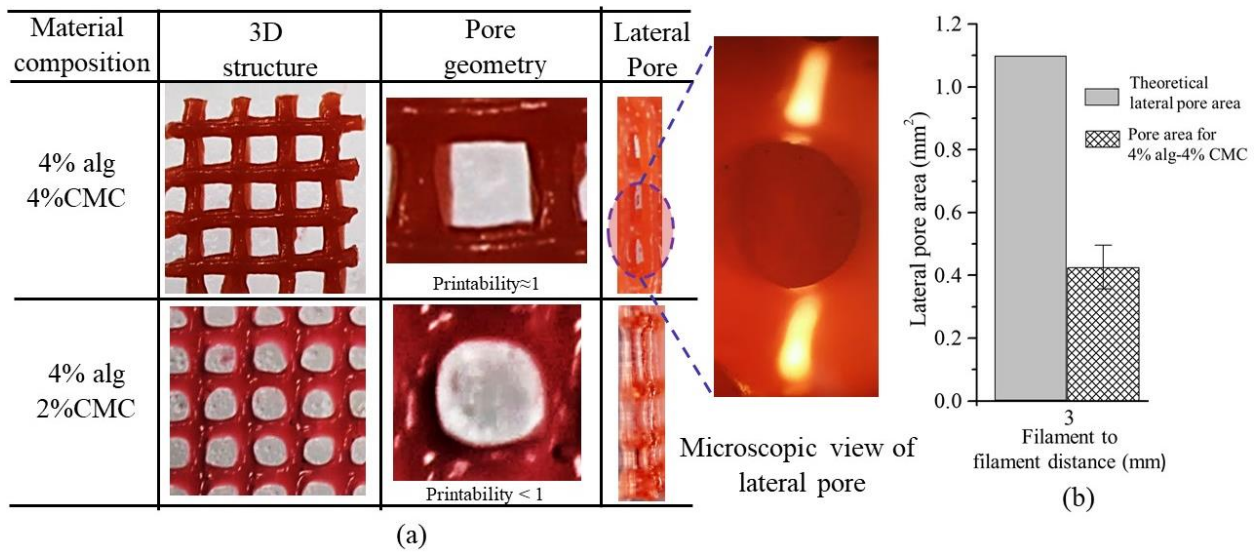 Material
composition
3D
structure
Pore
geometry
Lateral
Pore
4% alg
4%CMC
Printability≈1
4% alg
2%CMC
Printability < 1
Microscopic view of
lateral pore
(a)
Lateral pore area (mm²)
1.2
1.0
0.8
0.6
0.4
0.2
0.0
Theoretical
lateral pore area
Pore area for
4% alg-4% CMC
3
Filament to
filament distance (mm)
(b)